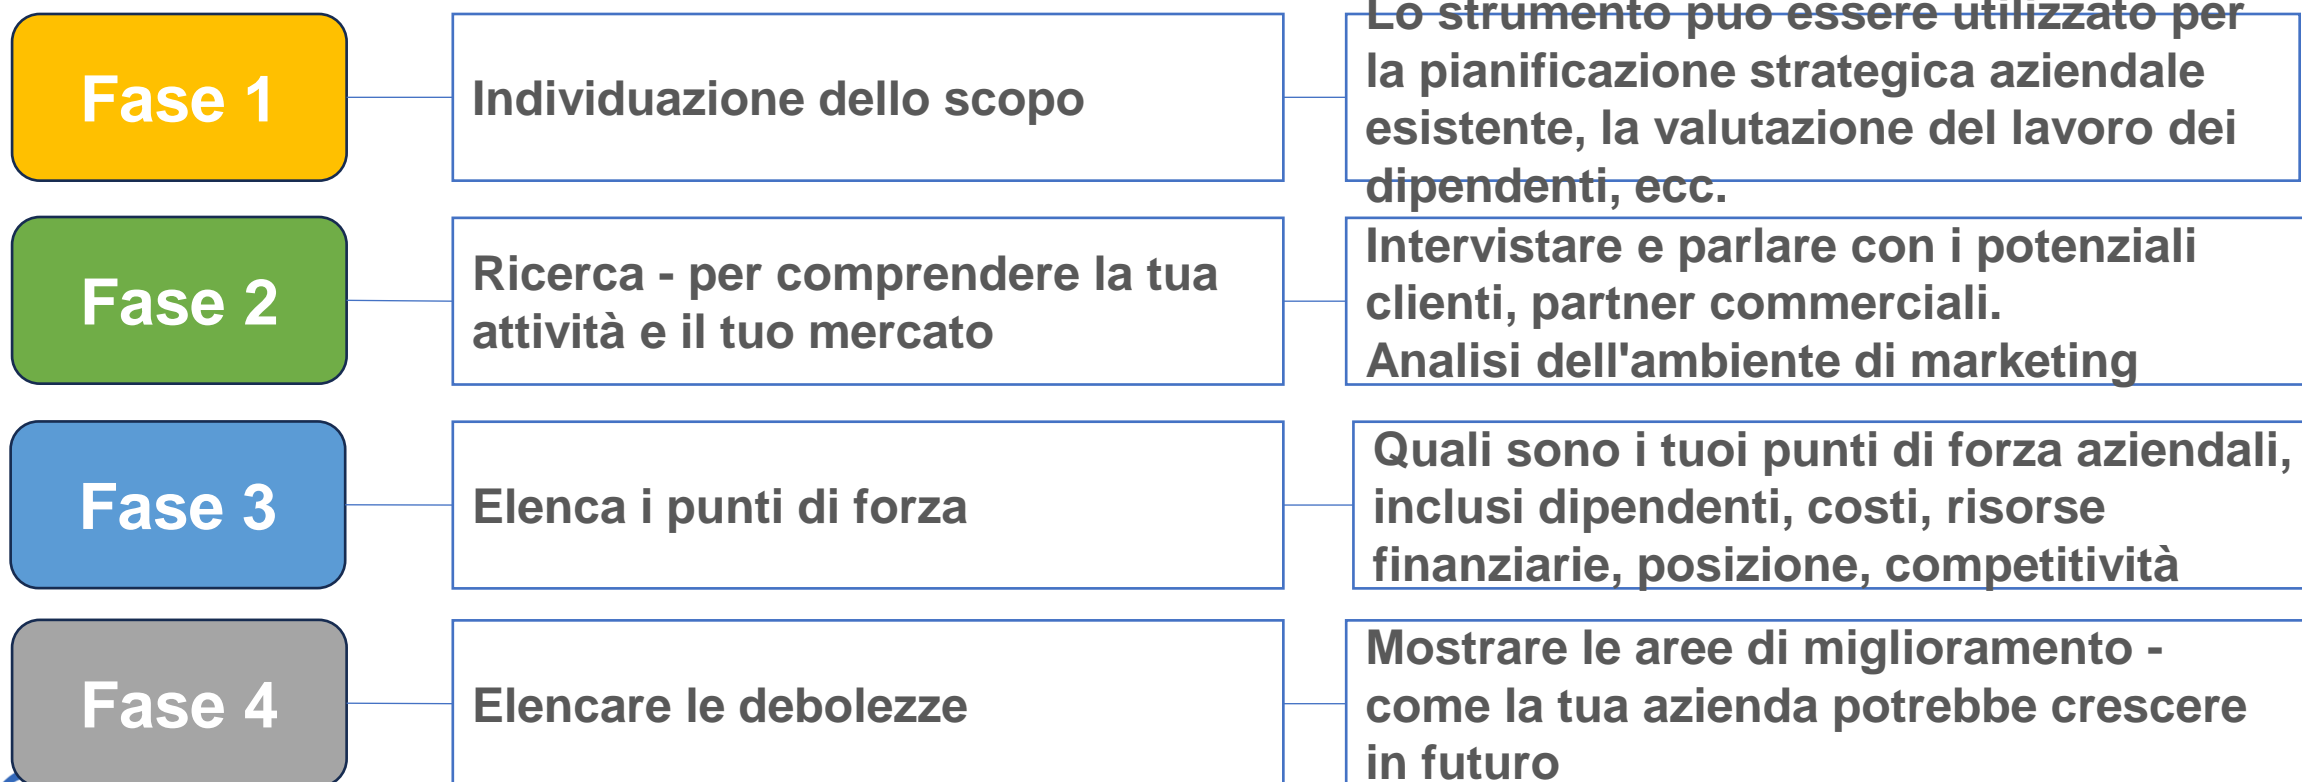 Fase 1
Individuazione dello scopo
Lo strumento può essere utilizzato per
la pianificazione strategica aziendale
esistente, la valutazione del lavoro dei
dipendenti, ecc.
Fase 2
Ricerca - per comprendere la tua
attività e il tuo mercato
Intervistare e parlare con i potenziali
clienti, partner commerciali.
Analisi dell'ambiente di marketing
Fase 3
Elenca i punti di forza
Quali sono i tuoi punti di forza aziendali,
inclusi dipendenti, costi, risorse
finanziarie, posizione, competitività
Fase 4
Elencare le debolezze
Mostrare le aree di miglioramento -
come la tua azienda potrebbe crescere
in futuro